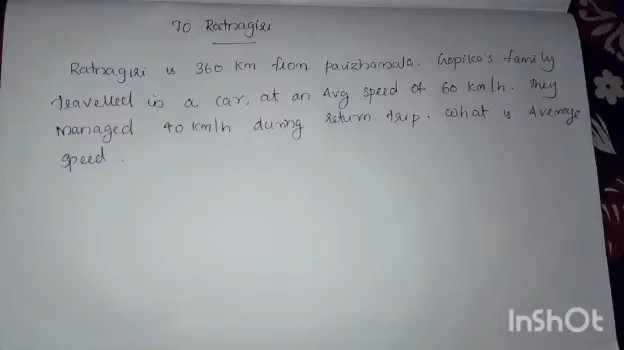 To Ratnagiri
Ratnagiri is 360 km from pavizhamala. Gopika's family
travelled in a car, at an Avg speed of 60 km/h. They
managed 40 km/h during return trip. What is Average
speed.
InShOt